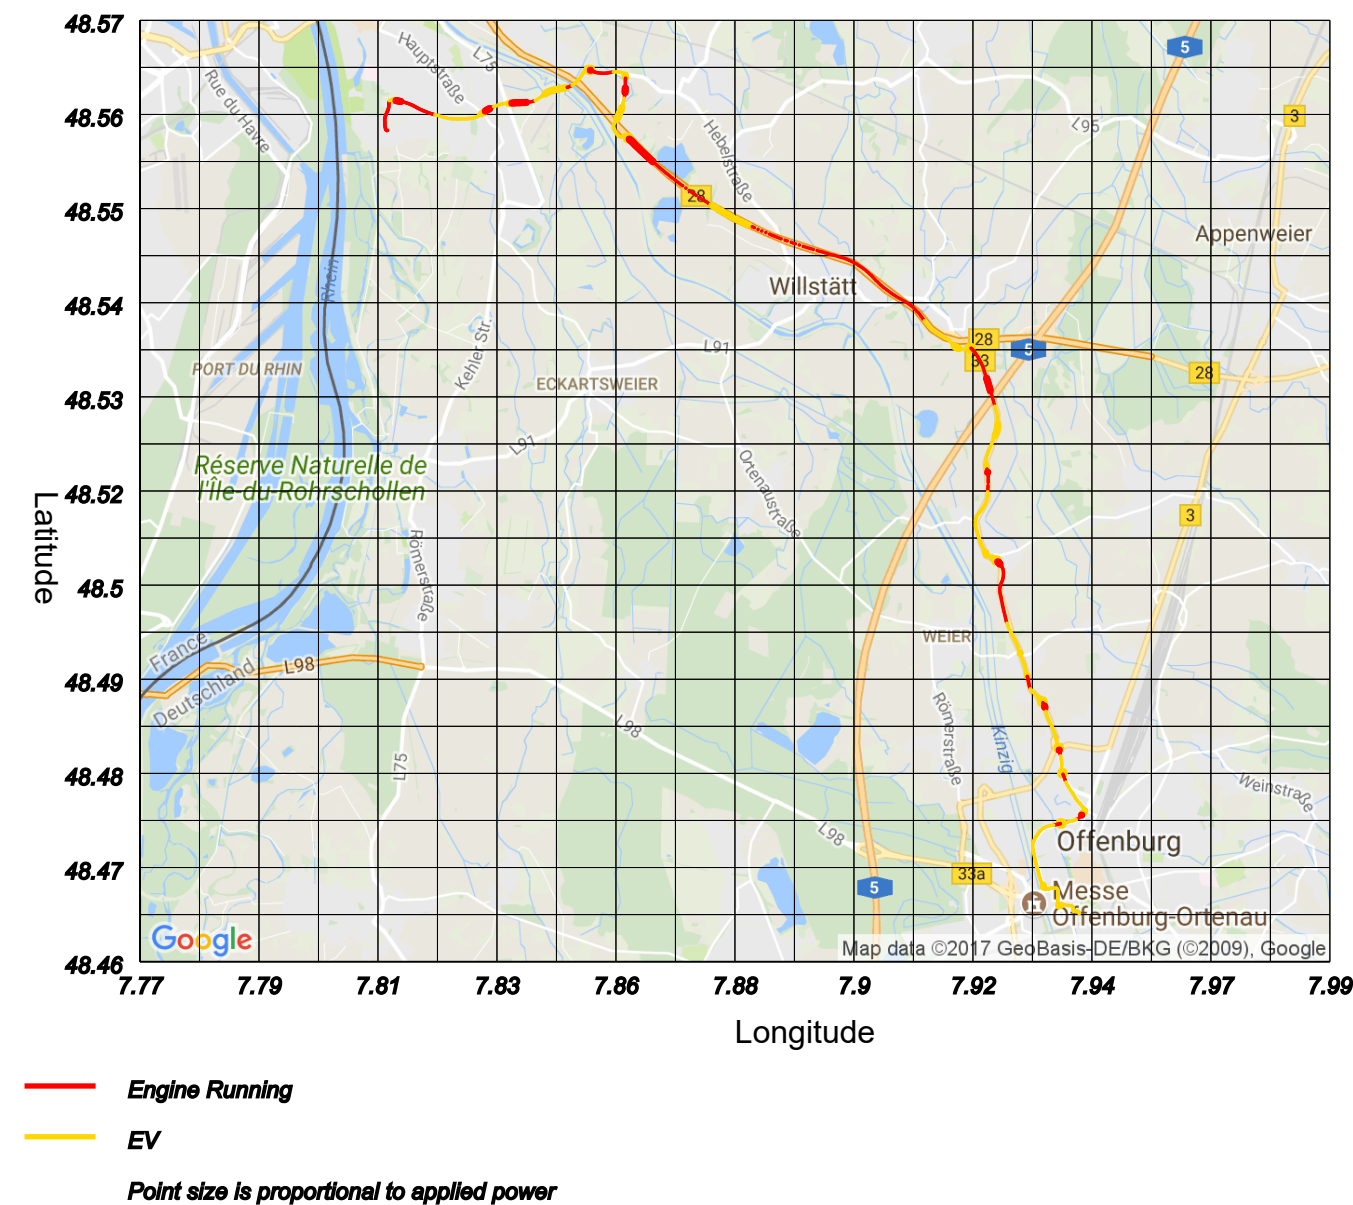 48.57
48.56
48.55
48.54
48.53
48.52
48.5
48.49
48.48
48.47
48.46
Latitude
Hauptstraße
L75
Rue du Havre
Hebelstraße
L95
5
3
28
Appenweier
Rhein
Willstätt
PORT DU RHIN
Kehler Str.
L91
ECKARTSWEIER
28
5
33
28
L91
Réserve Naturelle de
l'Île-du-Rohrschollen
Ortenaustraße
3
Römerstraße
France
Deutschland
L98
WEIER
L98
Römerstraße
Kinzig
L75
Weinstraße
L98
Offenburg
33a
5
Messe
Offenburg-Ortenau
Google
Map data ©2017 GeoBasis-DE/BKG (©2009), Google
7.77 7.79 7.81 7.83 7.86 7.88 7.9 7.92 7.94 7.97 7.99
Longitude
Engine Running
EV
Point size is proportional to applied power